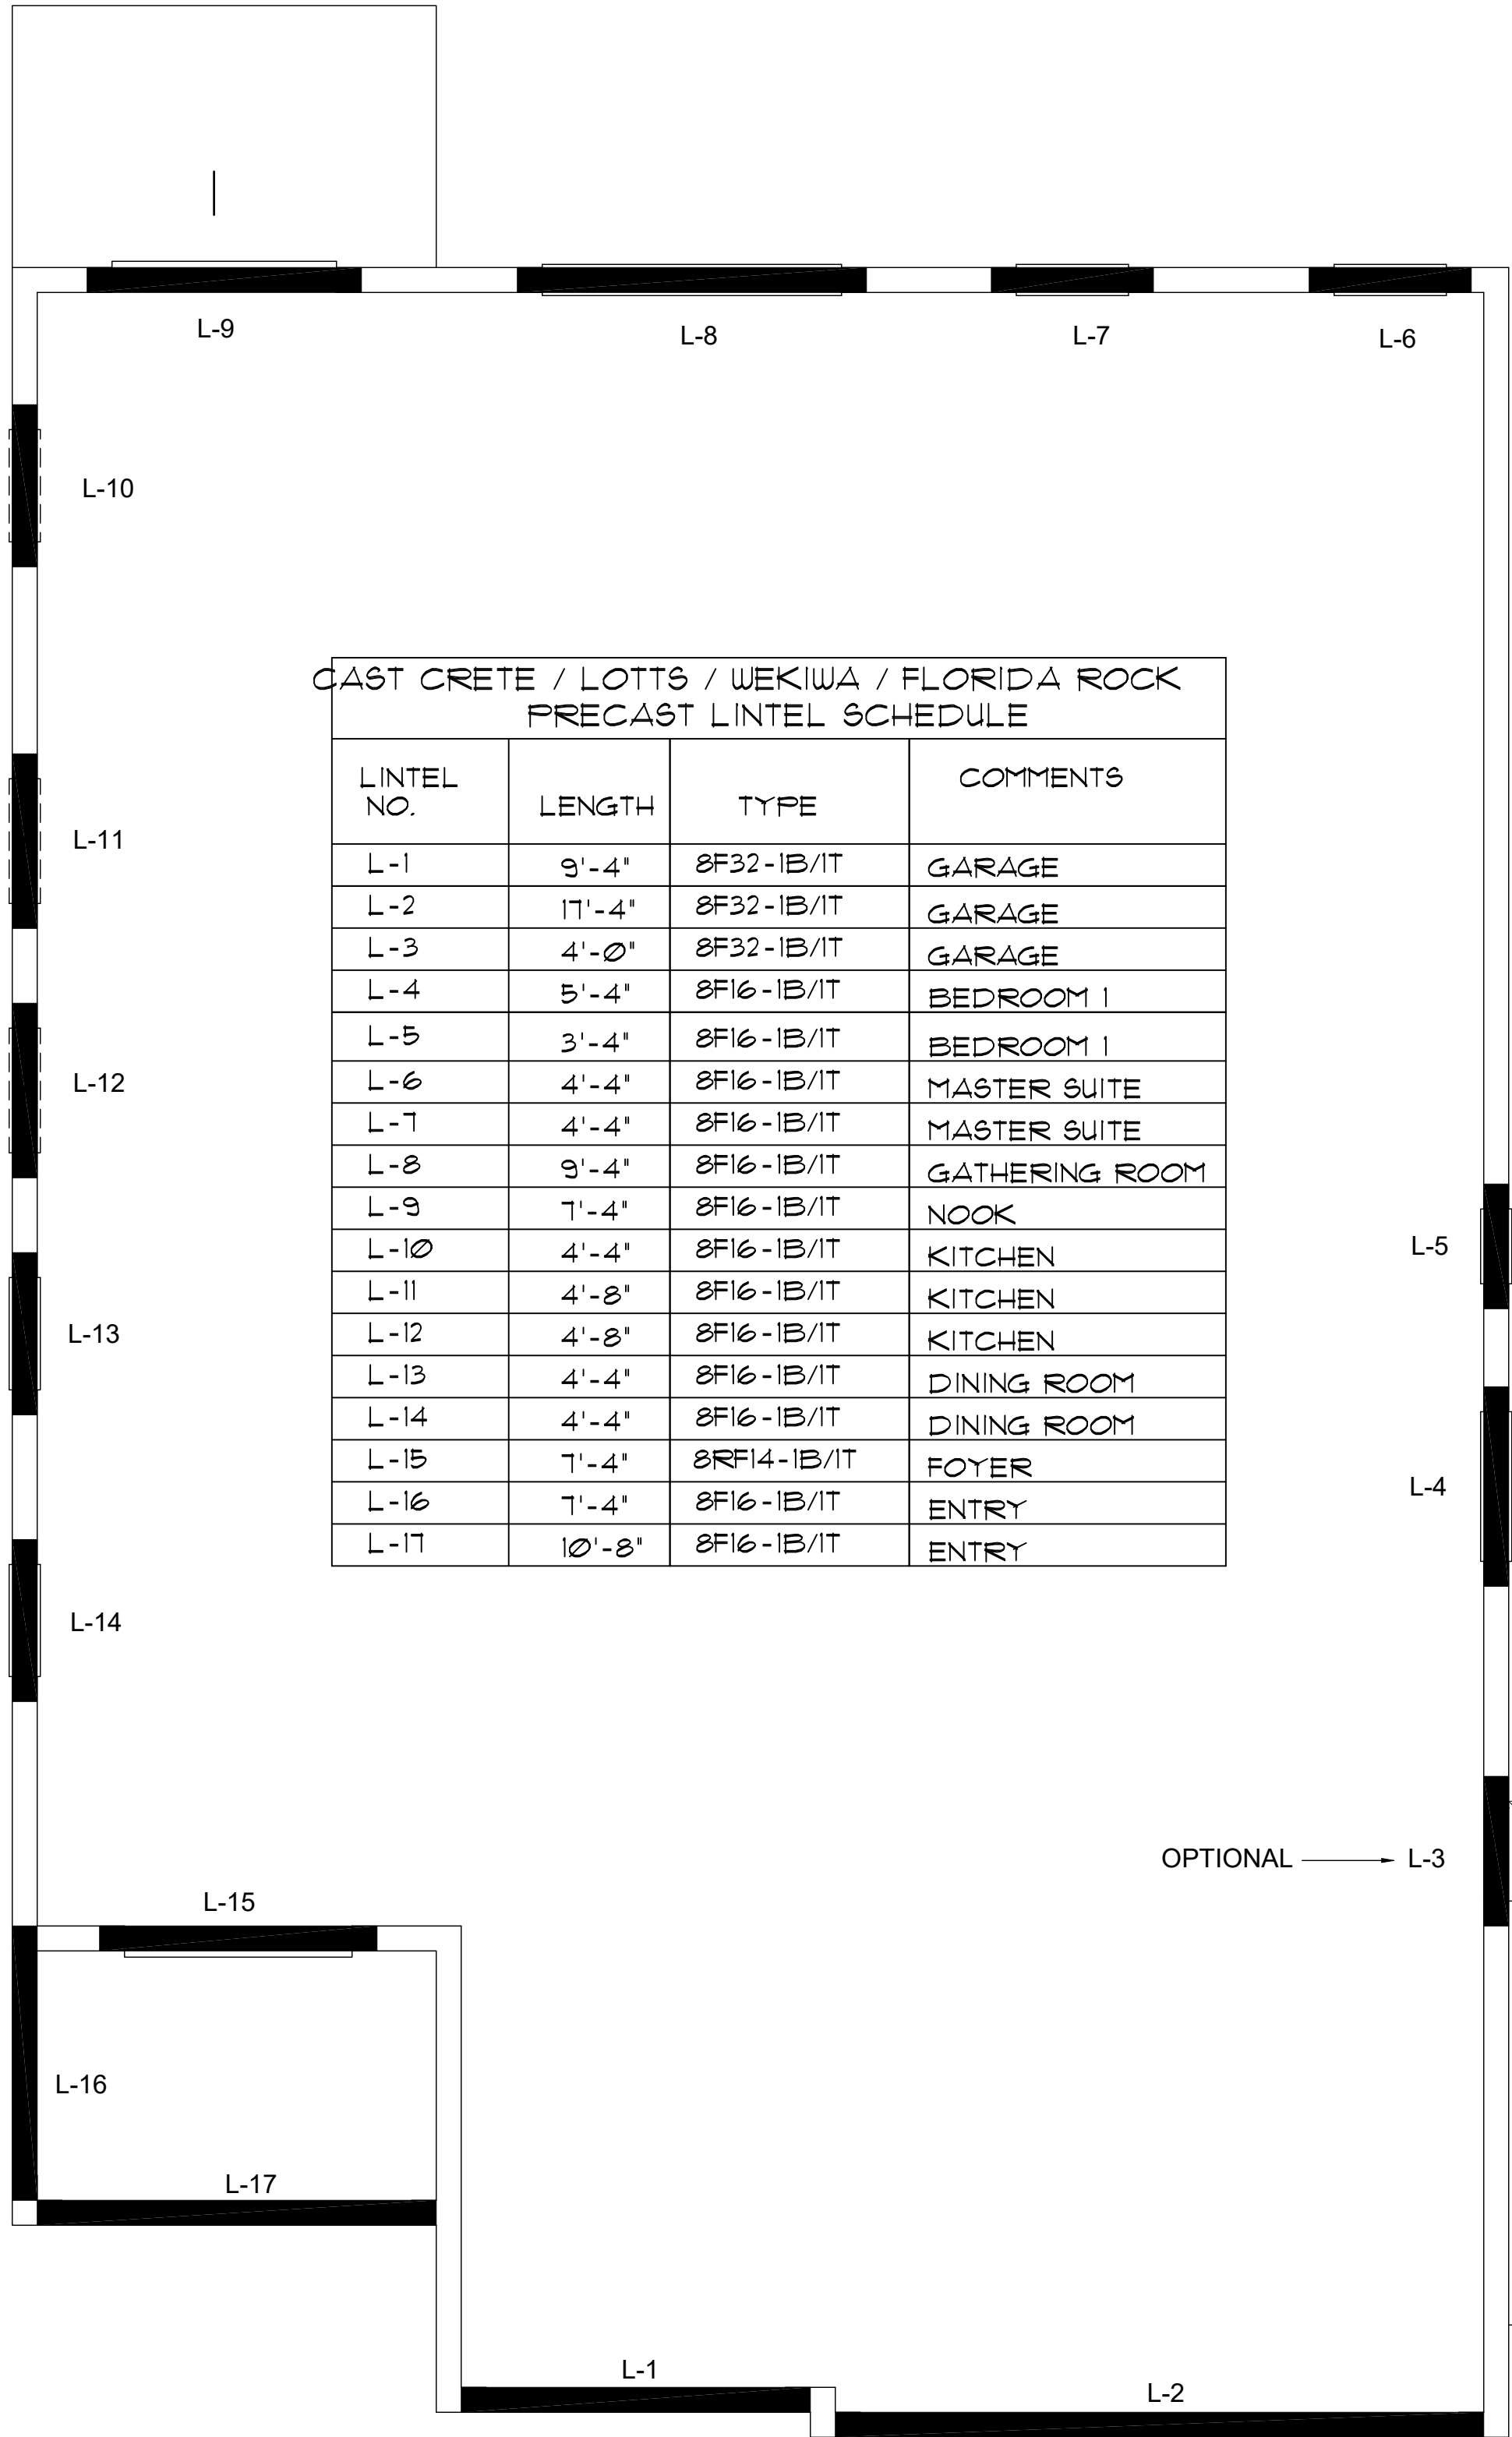 L-9
L-8
L-7
L-6
L-10
CAST CRETE / LOTTS / WEKIWA / FLORIDA ROCK
PRECAST LINTEL SCHEDULE
LINTEL NO. LENGTH TYPE COMMENTS
L-1 9'-4" 8F32-1B/1T GARAGE
L-2 17'-4" 8F32-1B/1T GARAGE
L-3 4'-0" 8F32-1B/1T GARAGE
L-4 5'-4" 8F16-1B/1T BEDROOM 1
L-5 3'-4" 8F16-1B/1T BEDROOM 1
L-6 4'-4" 8F16-1B/1T MASTER SUITE
L-7 4'-4" 8F16-1B/1T MASTER SUITE
L-8 9'-4" 8F16-1B/1T GATHERING ROOM
L-9 7'-4" 8F16-1B/1T NOOK
L-10 4'-4" 8F16-1B/1T KITCHEN
L-11 4'-8" 8F16-1B/1T KITCHEN
L-12 4'-8" 8F16-1B/1T KITCHEN
L-13 4'-4" 8F16-1B/1T DINING ROOM
L-14 4'-4" 8F16-1B/1T DINING ROOM
L-15 7'-4" 8RF14-1B/1T FOYER
L-16 7'-4" 8F16-1B/1T ENTRY
L-17 10'-8" 8F16-1B/1T ENTRY
L-11
L-12
L-5
L-13
L-4
L-14
OPTIONAL L-3
L-15
L-16
L-17
L-1
L-2